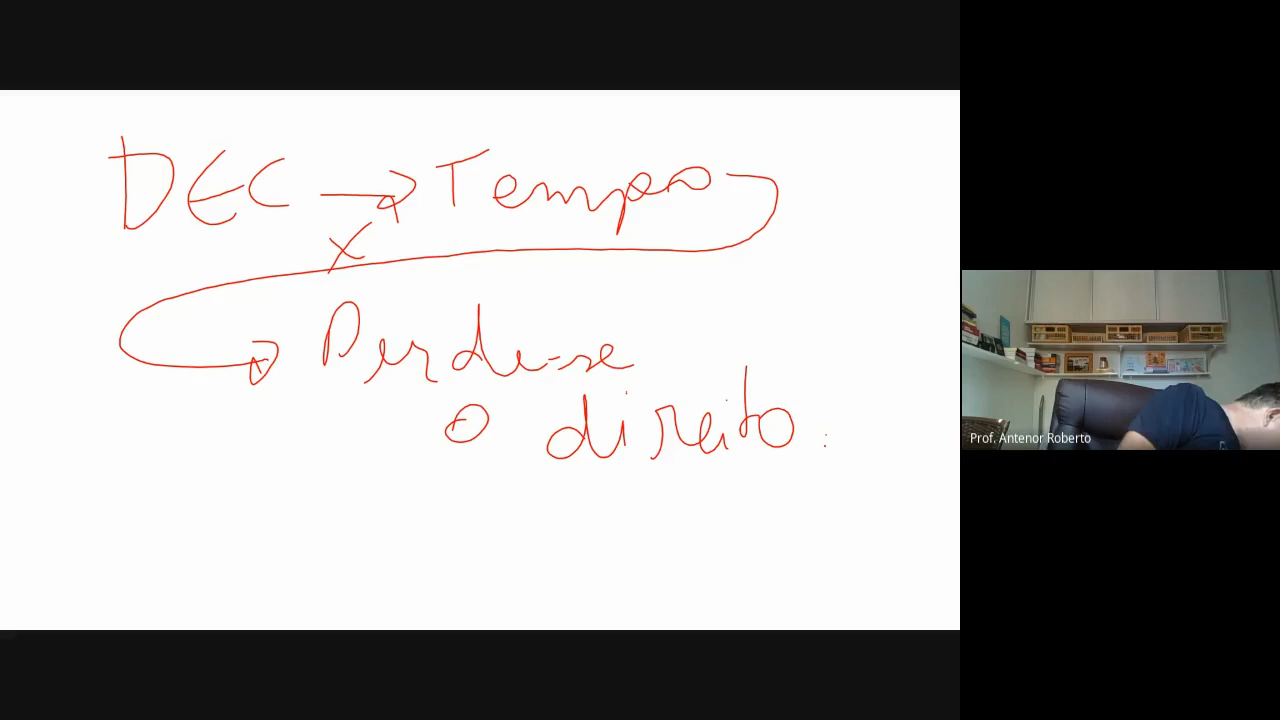 DEC → Tempo
X
Perde-se
o direito.
Prof. Antenor Roberto